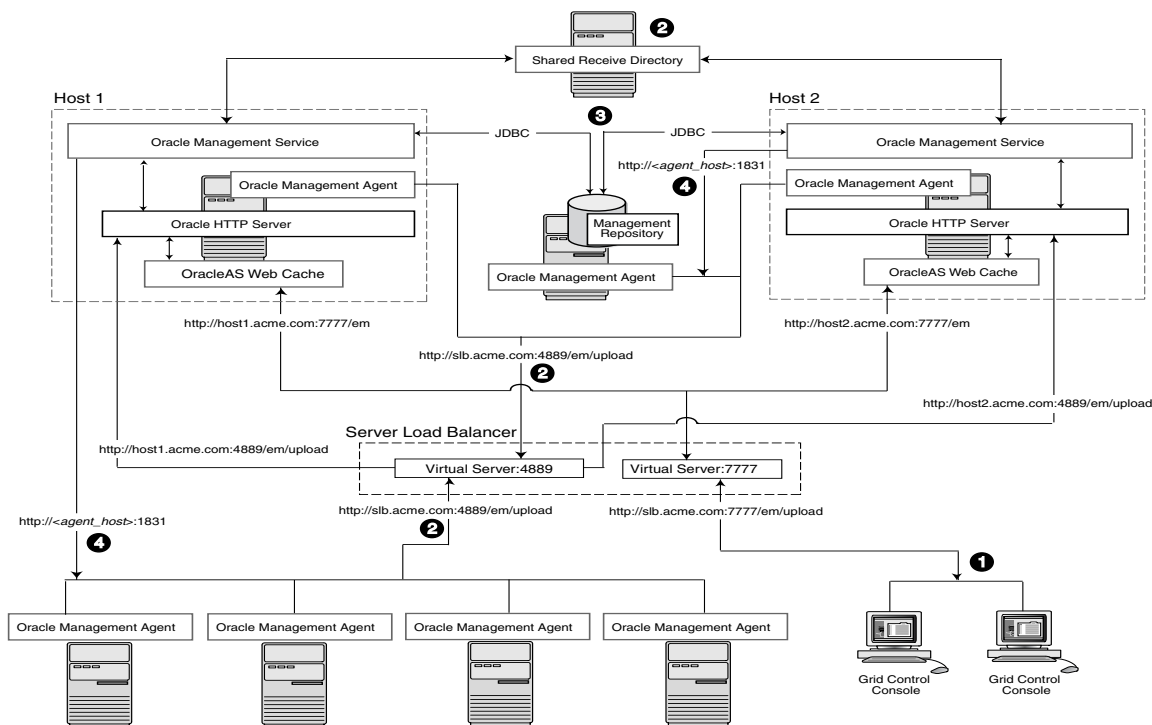 2
Shared Receive Directory
Host 1
Host 2
3
Oracle Management Service
JDBC
JDBC
Oracle Management Service
http://<agent_host>:1831
4
Oracle Management Agent
Oracle Management Agent
Oracle HTTP Server
Management
Repository
Oracle HTTP Server
OracleAS Web Cache
Oracle Management Agent
OracleAS Web Cache
http://host1.acme.com:7777/em
http://host2.acme.com:7777/em
http://slb.acme.com:4889/em/upload
2
http://host2.acme.com:4889/em/upload
Server Load Balancer
http://host1.acme.com:4889/em/upload
Virtual Server:4889
Virtual Server:7777
http://slb.acme.com:4889/em/upload
http://slb.acme.com:7777/em/upload
http://<agent_host>:1831
2
4
1
Oracle Management Agent
Oracle Management Agent
Oracle Management Agent
Oracle Management Agent
Grid Control
Console
Grid Control
Console